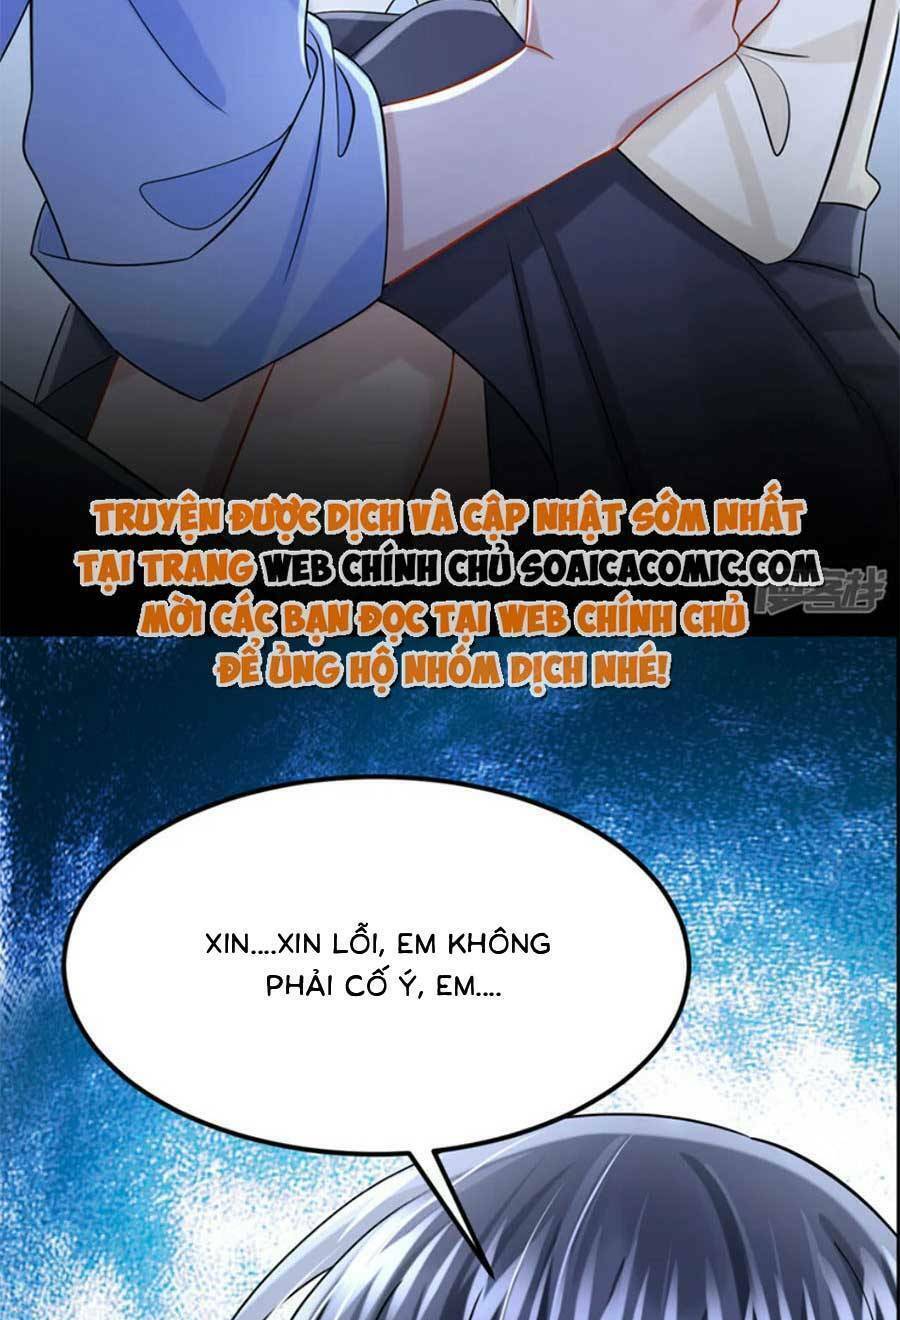 TRUYỆN ĐƯỢC DỊCH VÀ CẬP NHẬT SỚM NHẤT
TẠI TRANG WEB CHÍNH CHỦ SOAICACOMIC.COM
MỜI CÁC BẠN ĐỌC TẠI WEB CHÍNH CHỦ
ĐỂ ỦNG HỘ NHÓM DỊCH NHÉ!
XIN....XIN LỖI, EM KHÔNG
PHẢI CỐ Ý, EM....